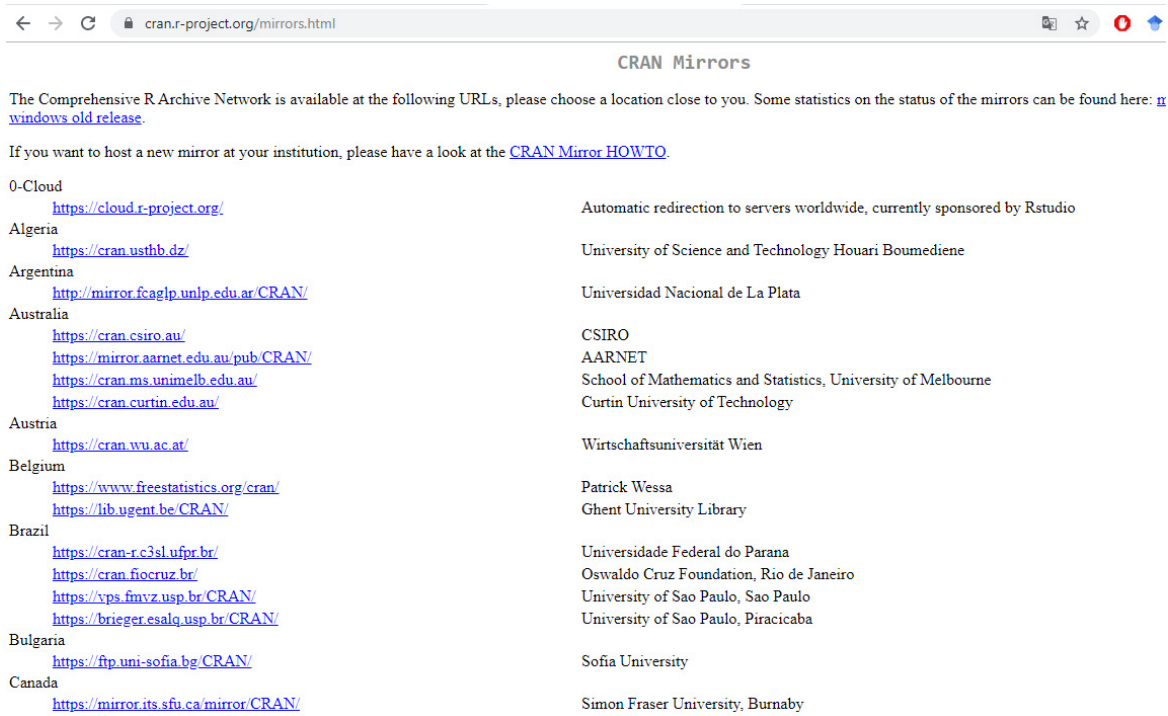 cran.r-project.org/mirrors.html
CRAN Mirrors
The Comprehensive R Archive Network is available at the following URLs, please choose a location close to you. Some statistics on the status of the mirrors can be found here:
windows old release.
If you want to host a new mirror at your institution, please have a look at the CRAN Mirror HOWTO.
0-Cloud
https://cloud.r-project.org/ Automatic redirection to servers worldwide, currently sponsored by Rstudio
Algeria
https://cran.usthb.dz/ University of Science and Technology Houari Boumediene
Argentina
http://mirror.fcaglp.unlp.edu.ar/CRAN/ Universidad Nacional de La Plata
Australia
https://cran.csiro.au/ CSIRO
https://mirror.aarnet.edu.au/pub/CRAN/ AARNET
https://cran.ms.unimelb.edu.au/ School of Mathematics and Statistics, University of Melbourne
https://cran.curtin.edu.au/ Curtin University of Technology
Austria
https://cran.wu.ac.at/ Wirtschaftsuniversität Wien
Belgium
https://www.freestatistics.org/cran/ Patrick Wessa
https://lib.ugent.be/CRAN/ Ghent University Library
Brazil
https://cran-r.c3sl.ufpr.br/ Universidade Federal do Parana
https://cran.fiocruz.br/ Oswaldo Cruz Foundation, Rio de Janeiro
https://vps.fmvz.usp.br/CRAN/ University of Sao Paulo, Sao Paulo
https://brieger.esalq.usp.br/CRAN/ University of Sao Paulo, Piracicaba
Bulgaria
https://ftp.uni-sofia.bg/CRAN/ Sofia University
Canada
https://mirror.its.sfu.ca/mirror/CRAN/ Simon Fraser University, Burnaby